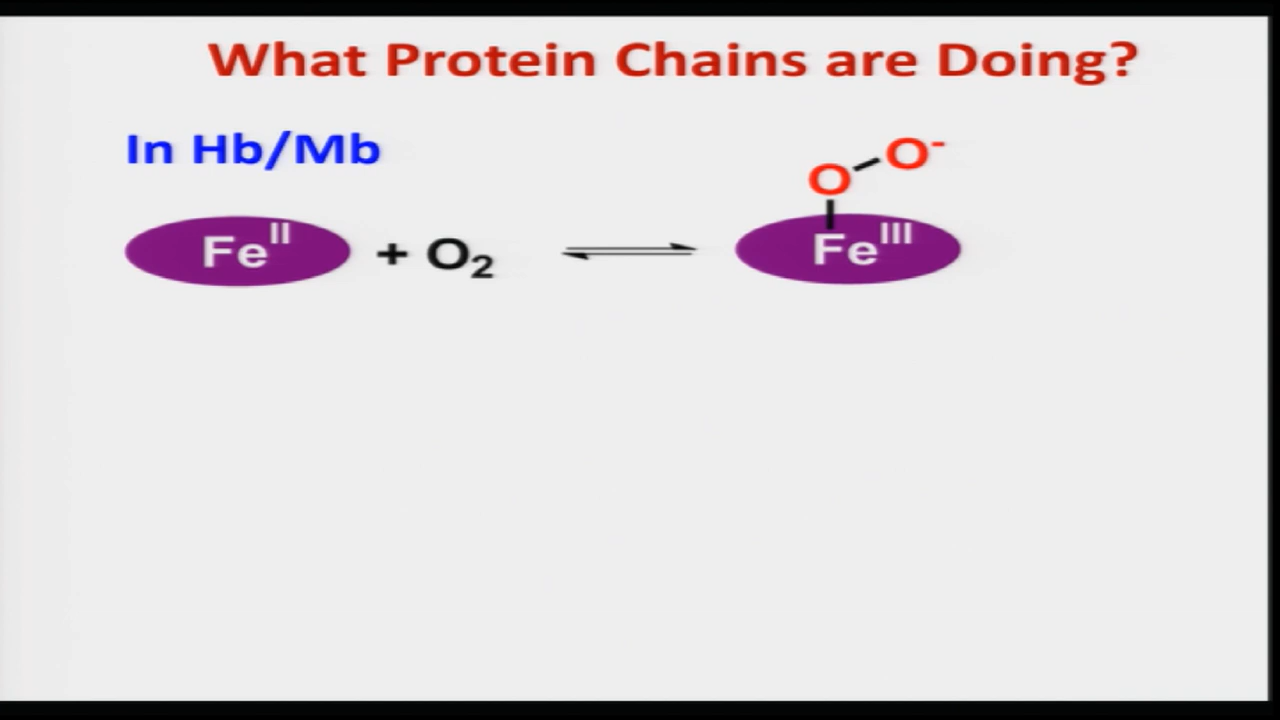 What Protein Chains are Doing?
In Hb/Mb
O
O⁻
Feᴵᴵ + O₂ ⇌ Feᴵᴵᴵ